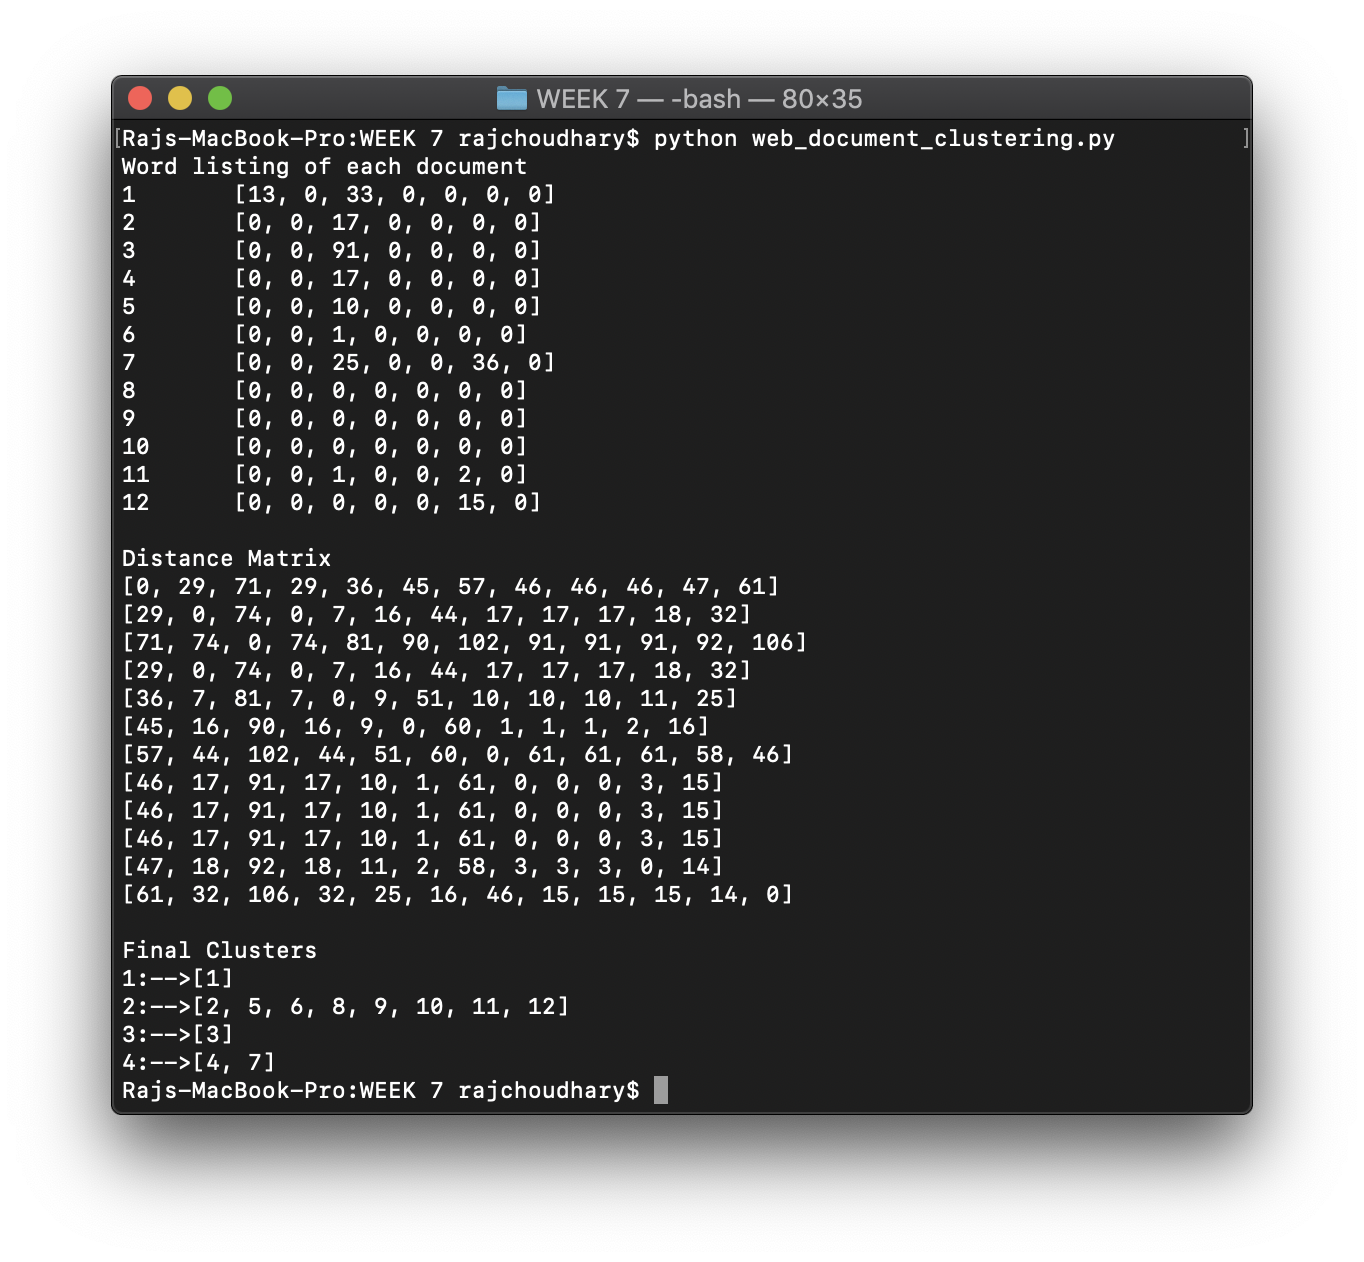 WEEK 7 — -bash — 80×35
[Rajs-MacBook-Pro:WEEK 7 rajchoudhary$ python web_document_clustering.py ]
Word listing of each document
1 [13, 0, 33, 0, 0, 0, 0]
2 [0, 0, 17, 0, 0, 0, 0]
3 [0, 0, 91, 0, 0, 0, 0]
4 [0, 0, 17, 0, 0, 0, 0]
5 [0, 0, 10, 0, 0, 0, 0]
6 [0, 0, 1, 0, 0, 0, 0]
7 [0, 0, 25, 0, 0, 36, 0]
8 [0, 0, 0, 0, 0, 0, 0]
9 [0, 0, 0, 0, 0, 0, 0]
10 [0, 0, 0, 0, 0, 0, 0]
11 [0, 0, 1, 0, 0, 2, 0]
12 [0, 0, 0, 0, 0, 15, 0]
Distance Matrix
[0, 29, 71, 29, 36, 45, 57, 46, 46, 46, 47, 61]
[29, 0, 74, 0, 7, 16, 44, 17, 17, 17, 18, 32]
[71, 74, 0, 74, 81, 90, 102, 91, 91, 91, 92, 106]
[29, 0, 74, 0, 7, 16, 44, 17, 17, 17, 18, 32]
[36, 7, 81, 7, 0, 9, 51, 10, 10, 10, 11, 25]
[45, 16, 90, 16, 9, 0, 60, 1, 1, 1, 2, 16]
[57, 44, 102, 44, 51, 60, 0, 61, 61, 61, 58, 46]
[46, 17, 91, 17, 10, 1, 61, 0, 0, 0, 3, 15]
[46, 17, 91, 17, 10, 1, 61, 0, 0, 0, 3, 15]
[46, 17, 91, 17, 10, 1, 61, 0, 0, 0, 3, 15]
[47, 18, 92, 18, 11, 2, 58, 3, 3, 3, 0, 14]
[61, 32, 106, 32, 25, 16, 46, 15, 15, 15, 14, 0]
Final Clusters
1:-->[1]
2:-->[2, 5, 6, 8, 9, 10, 11, 12]
3:-->[3]
4:-->[4, 7]
Rajs-MacBook-Pro:WEEK 7 rajchoudhary$